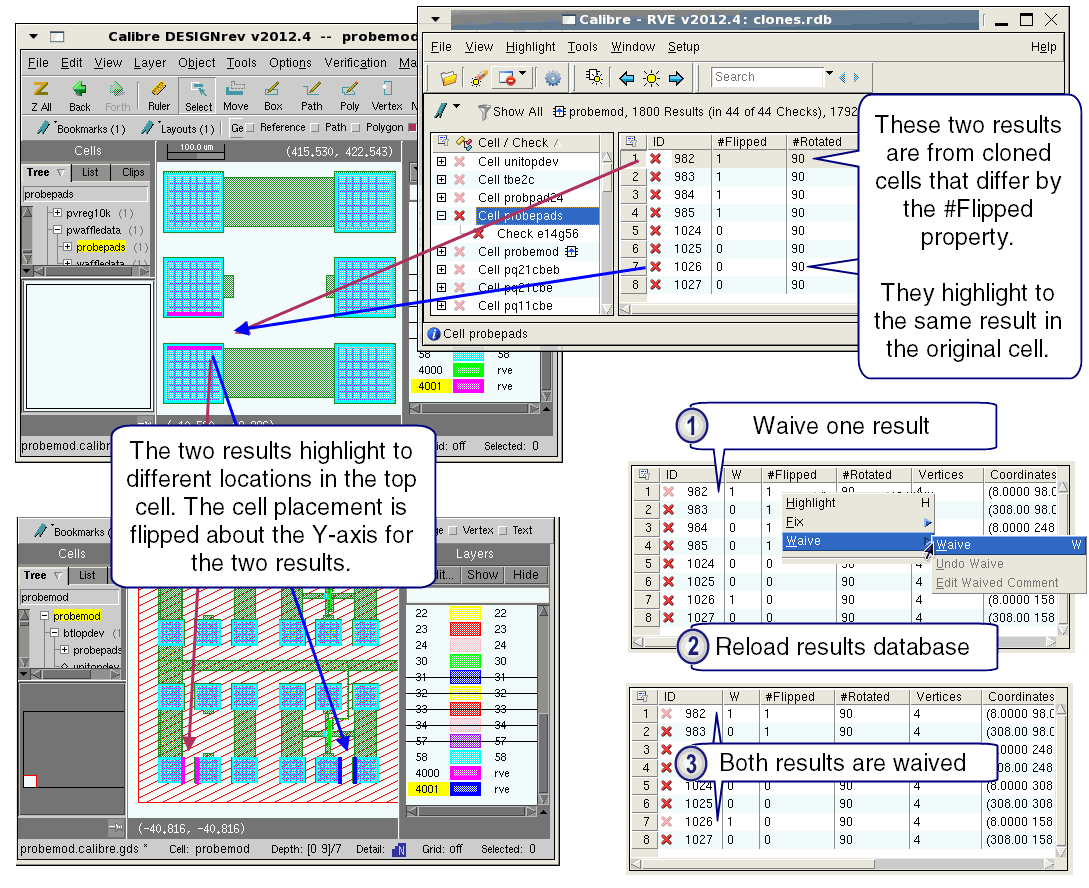 Calibre DESIGNrev v2012.4 -- probemod
File Edit View Layer Object Tools Options Verification Ma
Z All Back Forth Ruler Select Move Box Path Poly Vertex
Bookmarks (1) Layouts (1) Ge Reference Path Polygon
Cells
Tree List Clips
probepads
pvreg10k (1)
pwaffledata (1)
probepads (1)
waffledata
100.0 um (415.530, 422.543)
58 58
4000 rve
4001 rve
probemod.calibr
rid: off Selected: 0
Calibre - RVE v2012.4: clones.rdb
File View Highlight Tools Window Setup Help
Search
Show All probemod, 1800 Results (in 44 of 44 Checks), 1792
Cell / Check
Cell unitopdev
Cell tbe2c
Cell probpad24
Cell probepads
Check e14g56
Cell probemod
Cell pq21cbeb
Cell pq21cbe
Cell pq11cbe
ID #Flipped #Rotated
1 982 1 90
2 983 1 90
3 984 1 90
4 985 1 90
5 1024 0 90
6 1025 0 90
7 1026 0 90
8 1027 0 90
Cell probepads
These two results
are from cloned
cells that differ by
the #Flipped
property.
They highlight to
the same result in
the original cell.
The two results highlight to
different locations in the top
cell. The cell placement is
flipped about the Y-axis for
the two results.
Bookmarks
ge Vertex Text
Cells
Tree List
probemod
probemod
btlopdev (1
probepads
unitopdev
Layers
dit... Show Hide
22 22
23 23
24 24
30 30
31 31
32 32
33 33
34 34
57 57
58 58
4000 rve
4001 rve
(-40.816, -40.816)
probemod.calibre.gds * Cell: probemod Depth: [0 9]/7 Detail: N Grid: off Selected: 0
1 Waive one result
ID W #Flipped #Rotated Vertices Coordinates
1 982 1 1 90 (8.0000 98.0
2 983 0 1 (308.00 98.0
3 984 0 1 (8.0000 248
4 985 0 1 (308.00 248
5 1024 0 0 (8.0000 308
6 1025 0 0 90 4 (308.00 308
7 1026 1 0 90 4 (8.0000 158
8 1027 (308.00 158
Highlight H
Fix
Waive
Waive W
Undo Waive
Edit Waived Comment
2 Reload results database
ID W #Flipped #Rotated Vertices Coordinates
1 982 1 1 90 4 (8.0000 98.0
2 983 0 1 90 4 (308.00 98.0
3 (8.0000 248
4 (308.00 248
5 1024 0 0 90 4 (8.0000 308
6 1025 0 0 90 4 (308.00 308
7 1026 1 0 90 4 (8.0000 158
8 1027 0 0 90 4 (308.00 158
3 Both results are waived